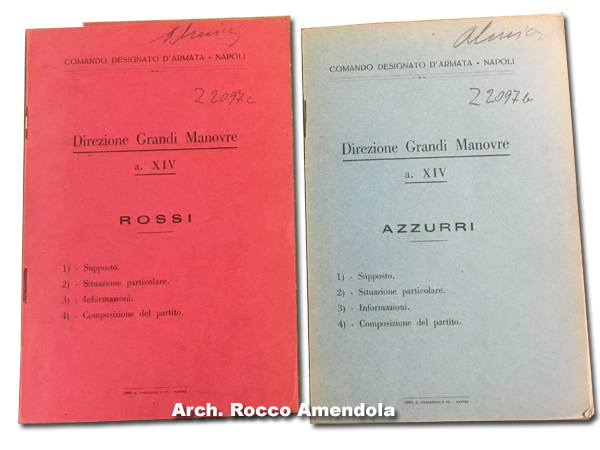 COMANDO DESIGNATO D'ARMATA - NAPOLI
Z 2097c
Direzione Grandi Manovre
a. XIV
ROSSI
1) - Supposto.
2) - Situazione particolare.
3) - Informazioni.
4) - Composizione del partito.
COMANDO DESIGNATO D'ARMATA - NAPOLI
Z 2097b
Direzione Grandi Manovre
a. XIV
AZZURRI
1) - Supposto.
2) - Situazione particolare.
3) - Informazioni.
4) - Composizione del partito.
Arch. Rocco Amendola